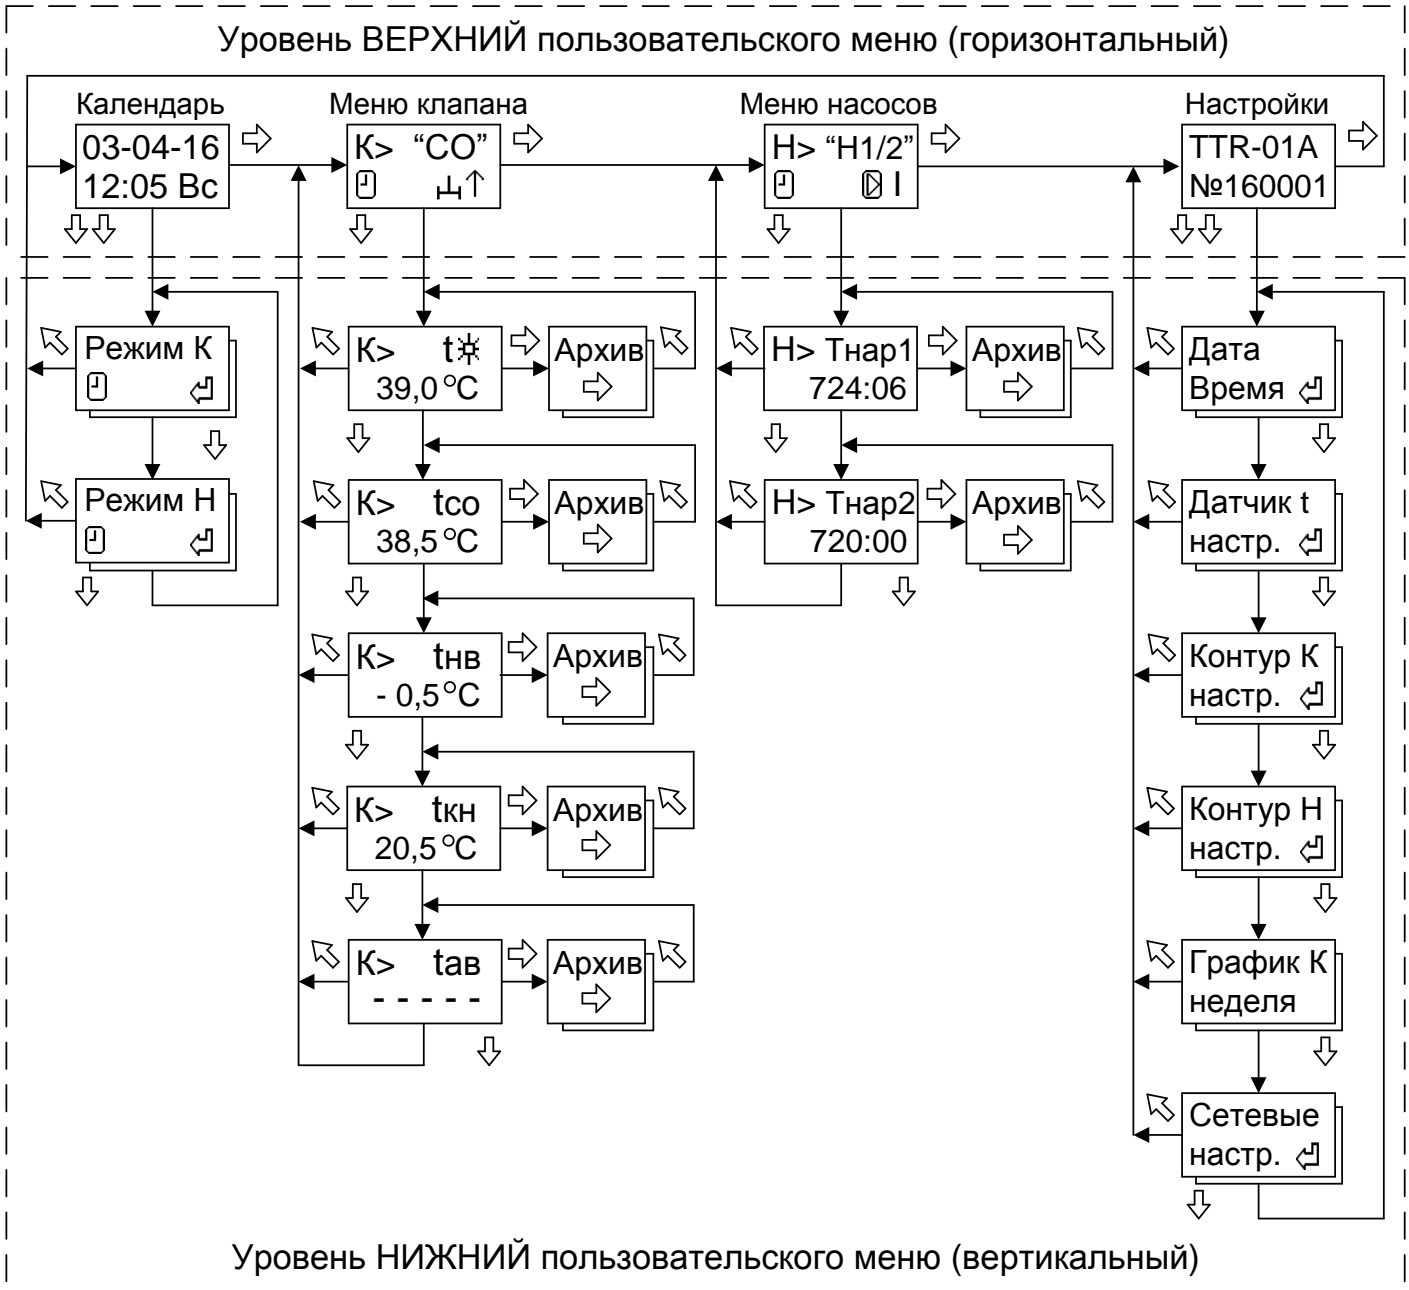 Уровень ВЕРХНИЙ пользовательского меню (горизонтальный)
Календарь
03-04-16
12:05 Вс
Меню клапана
К> “СО”
Меню насосов
Н> “Н1/2”
I
Настройки
TTR-01A
№160001
Режим К
Режим Н
К> t
39,0°C
Архив
К> tсо
38,5°C
Архив
К> tнв
- 0,5°C
Архив
К> tкн
20,5°C
Архив
К> tав
- - - - -
Архив
Н> Тнар1
724:06
Архив
Н> Тнар2
720:00
Архив
Дата
Время
Датчик t
настр.
Контур К
настр.
Контур Н
настр.
График К
неделя
Сетевые
настр.
Уровень НИЖНИЙ пользовательского меню (вертикальный)